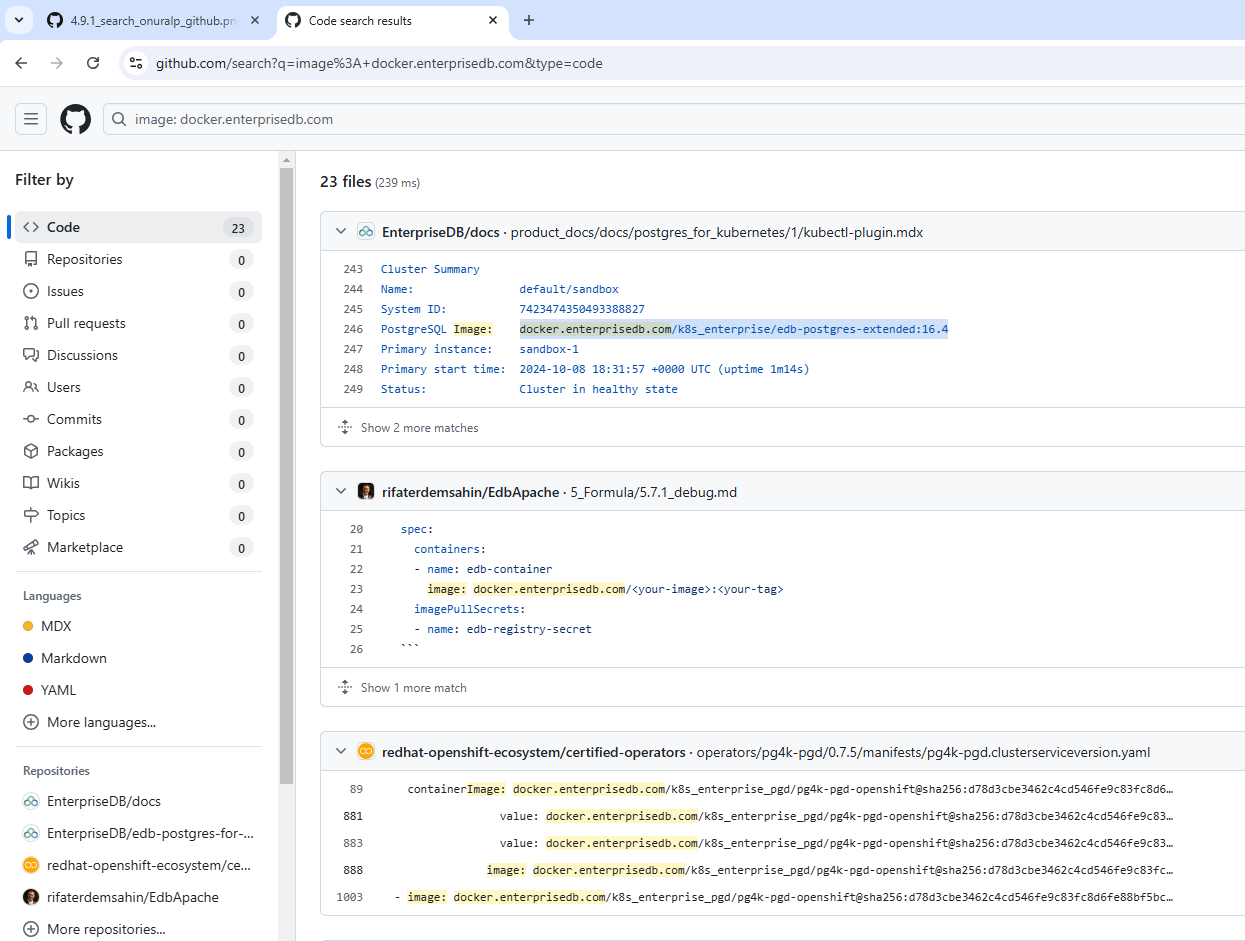 4.9.1_search_onuralp_github.pn
Code search results
github.com/search?q=image%3A+docker.enterprisedb.com&type=code
image: docker.enterprisedb.com
Filter by
Code 23
Repositories 0
Issues 0
Pull requests 0
Discussions 0
Users 0
Commits 0
Packages 0
Wikis 0
Topics 0
Marketplace 0
Languages
MDX
Markdown
YAML
More languages...
Repositories
EnterpriseDB/docs
EnterpriseDB/edb-postgres-for-...
redhat-openshift-ecosystem/ce...
rifaterdemsahin/EdbApache
More repositories...
23 files (239 ms)
EnterpriseDB/docs · product_docs/docs/postgres_for_kubernetes/1/kubectl-plugin.mdx
243 Cluster Summary
244 Name: default/sandbox
245 System ID: 7423474350493388827
246 PostgreSQL Image: docker.enterprisedb.com/k8s_enterprise/edb-postgres-extended:16.4
247 Primary instance: sandbox-1
248 Primary start time: 2024-10-08 18:31:57 +0000 UTC (uptime 1m14s)
249 Status: Cluster in healthy state
Show 2 more matches
rifaterdemsahin/EdbApache · 5_Formula/5.7.1_debug.md
20 spec:
21 containers:
22 - name: edb-container
23 image: docker.enterprisedb.com/<your-image>:<your-tag>
24 imagePullSecrets:
25 - name: edb-registry-secret
26 ```
Show 1 more match
redhat-openshift-ecosystem/certified-operators · operators/pg4k-pgd/0.7.5/manifests/pg4k-pgd.clusterserviceversion.yaml
89 containerImage: docker.enterprisedb.com/k8s_enterprise_pgd/pg4k-pgd-openshift@sha256:d78d3cbe3462c4cd546fe9c83fc8d6…
881 value: docker.enterprisedb.com/k8s_enterprise_pgd/pg4k-pgd-openshift@sha256:d78d3cbe3462c4cd546fe9c83…
883 value: docker.enterprisedb.com/k8s_enterprise_pgd/pg4k-pgd-openshift@sha256:d78d3cbe3462c4cd546fe9c83…
888 image: docker.enterprisedb.com/k8s_enterprise_pgd/pg4k-pgd-openshift@sha256:d78d3cbe3462c4cd546fe9c83fc…
1003 - image: docker.enterprisedb.com/k8s_enterprise_pgd/pg4k-pgd-openshift@sha256:d78d3cbe3462c4cd546fe9c83fc8d6fe88bf5bc…